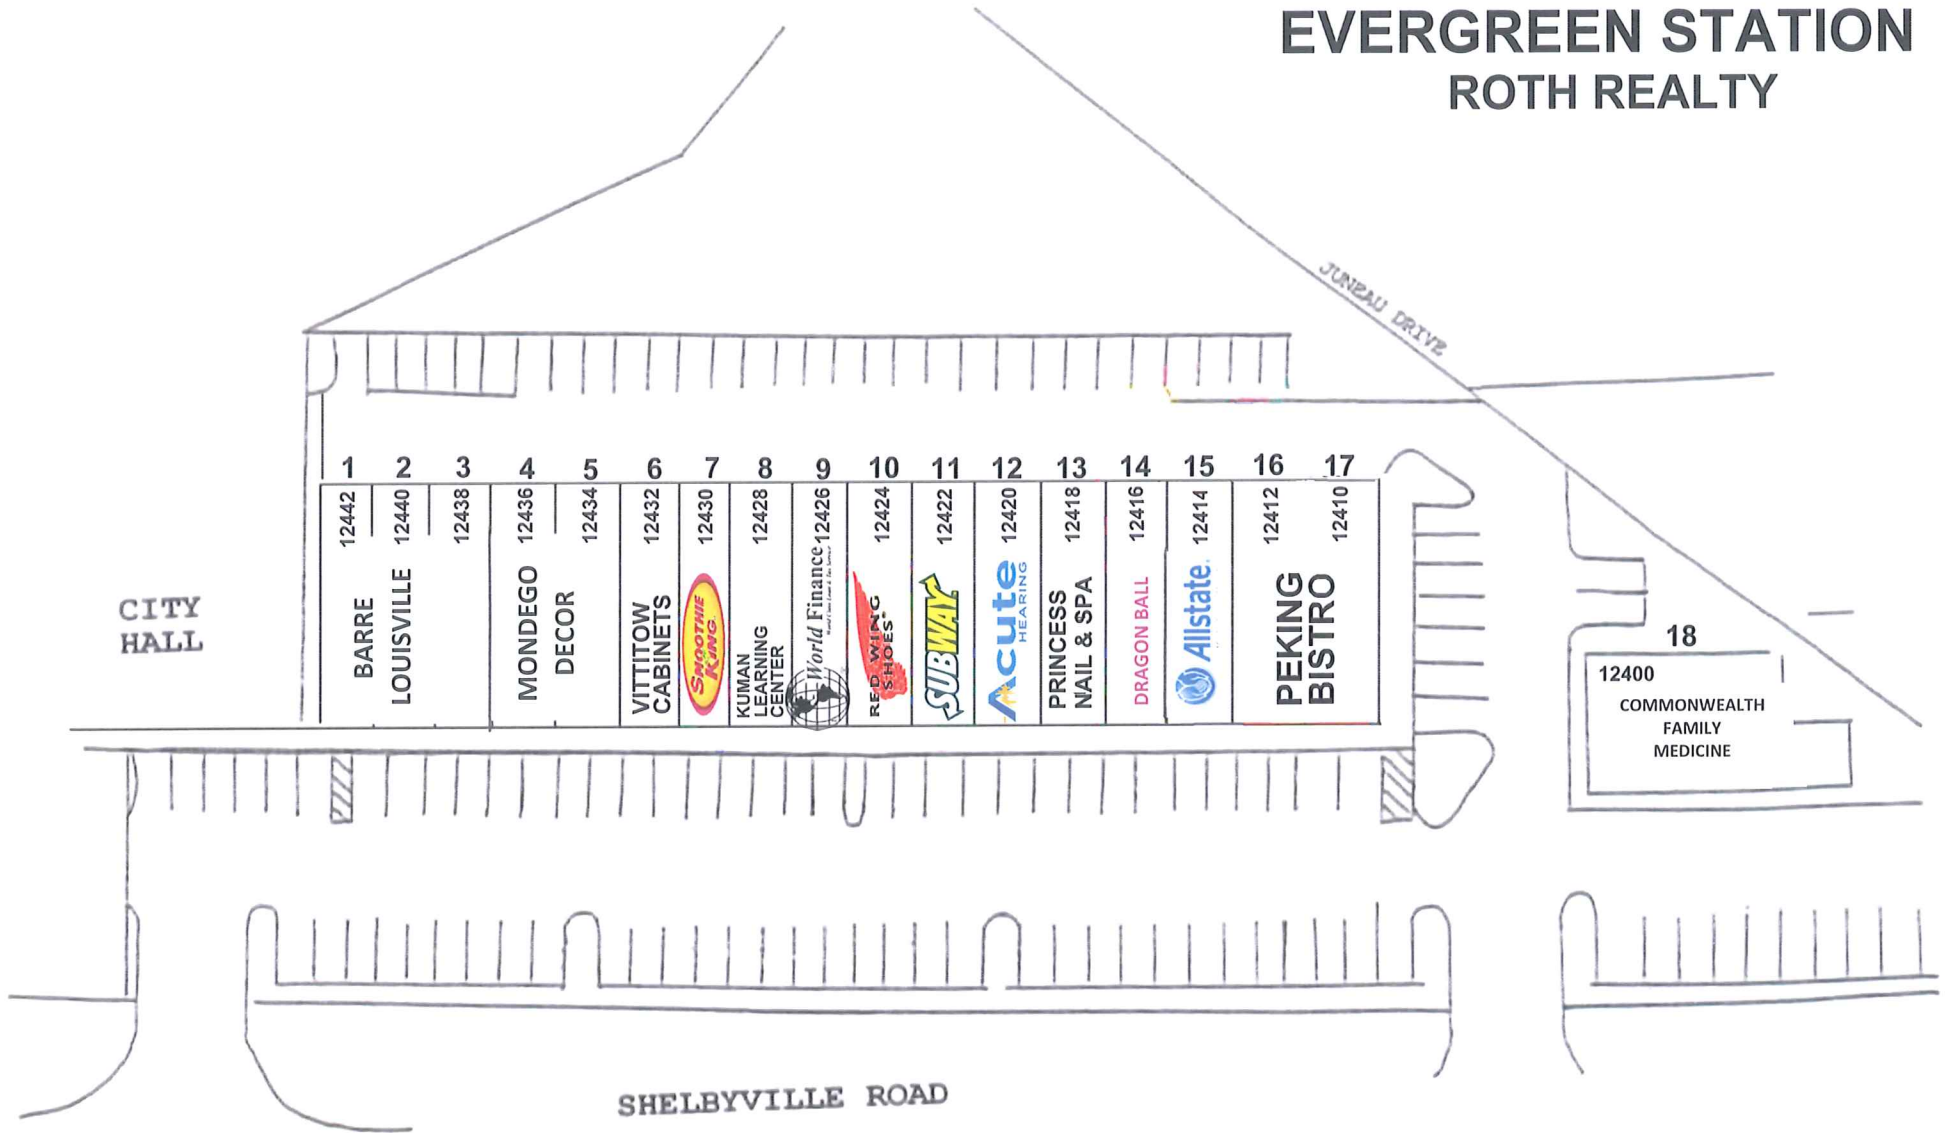 EVERGREEN STATION
ROTH REALTY
JUNEAU DRIVE
1 2 3 4 5 6 7 8 9 10 11 12 13 14 15 16 17
12442 12440 12438 12436 12434 12432 12430 12428 12426 12424 12422 12420 12418 12416 12414 12412 12410
CITY
HALL
BARRE
LOUISVILLE
MONDEGO
DECOR
VITTITOW
CABINETS
SMOOTHIE
KING
KUMAN
LEARNING
CENTER
World Finance
RED WING
SHOES
SUBWAY
Acute
HEARING
PRINCESS
NAIL & SPA
DRAGON BALL
Allstate
PEKING
BISTRO
18
12400
COMMONWEALTH
FAMILY
MEDICINE
SHELBYVILLE ROAD